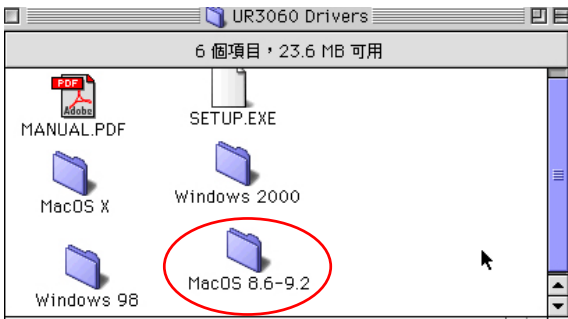 UR3060 Drivers
6 個項目，23.6 MB 可用
PDF
Adobe
MANUAL.PDF
SETUP.EXE
MacOS X
Windows 2000
Windows 98
MacOS 8.6-9.2